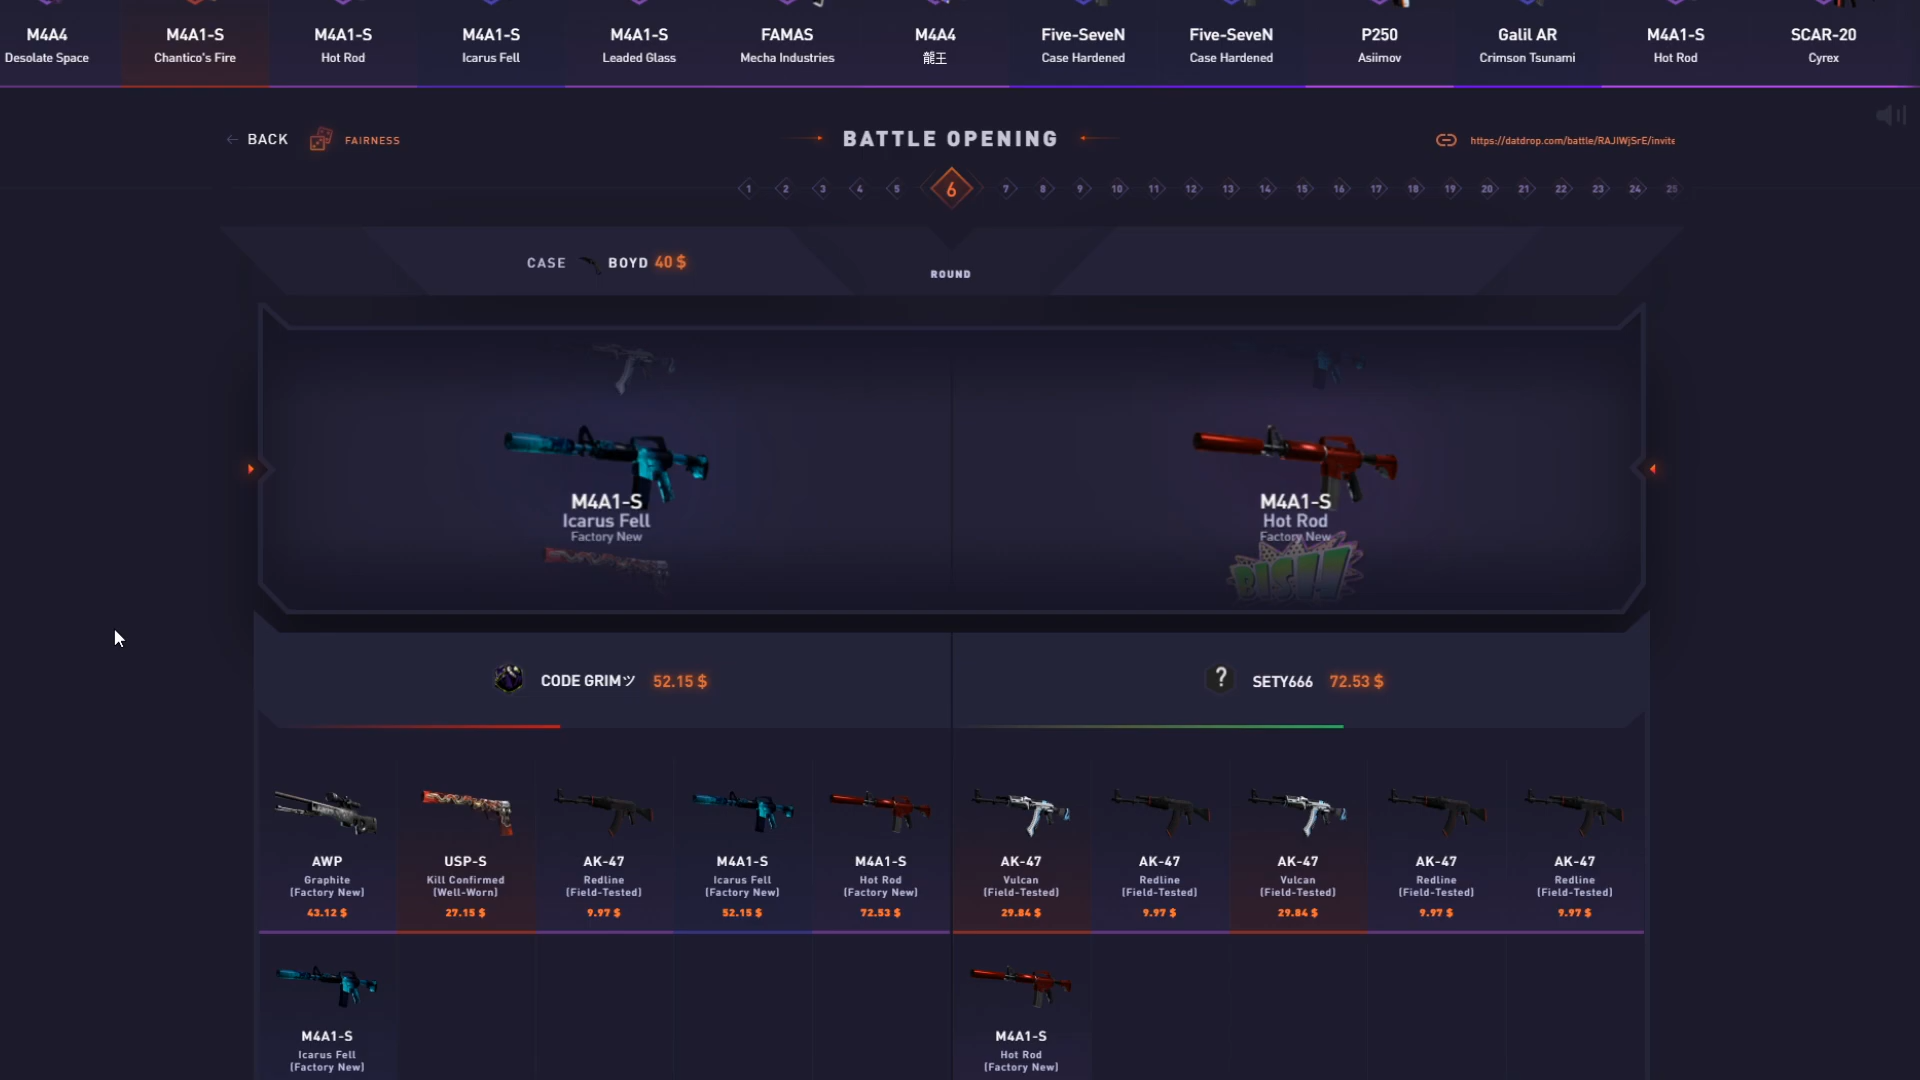 M4A4
Desolate Space
M4A1-S
Chantico's Fire
M4A1-S
Hot Rod
M4A1-S
Icarus Fell
M4A1-S
Leaded Glass
FAMAS
Mecha Industries
M4A4
龍王
Five-SeveN
Case Hardened
Five-SeveN
Case Hardened
P250
Asiimov
Galil AR
Crimson Tsunami
M4A1-S
Hot Rod
SCAR-20
Cyrex
BACK
FAIRNESS
BATTLE OPENING
https://datdrop.com/battle/RAJIWjSrE/invite
1 2 3 4 5 6 7 8 9 10 11 12 13 14 15 16 17 18 19 20 21 22 23 24 25
CASE BOYD 40 $
ROUND
M4A1-S
Icarus Fell
Factory New
M4A1-S
Hot Rod
Factory New
BISH
CODE GRIMツ 52.15 $
? SETY666 72.53 $
AWP
Graphite
(Factory New)
43.12 $
USP-S
Kill Confirmed
(Well-Worn)
27.15 $
AK-47
Redline
(Field-Tested)
9.97 $
M4A1-S
Icarus Fell
(Factory New)
52.15 $
M4A1-S
Hot Rod
(Factory New)
72.53 $
AK-47
Vulcan
(Field-Tested)
29.84 $
AK-47
Redline
(Field-Tested)
9.97 $
AK-47
Vulcan
(Field-Tested)
29.84 $
AK-47
Redline
(Field-Tested)
9.97 $
AK-47
Redline
(Field-Tested)
9.97 $
M4A1-S
Icarus Fell
(Factory New)
M4A1-S
Hot Rod
(Factory New)